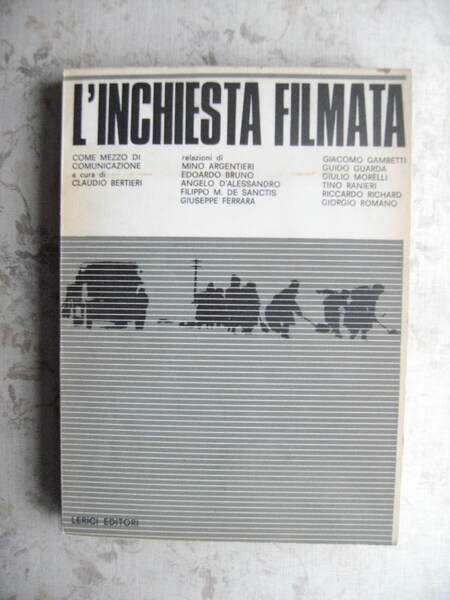 L'INCHIESTA FILMATA
COME MEZZO DI
COMUNICAZIONE
a cura di
CLAUDIO BERTIERI
relazioni di
MINO ARGENTIERI
EDOARDO BRUNO
ANGELO D'ALESSANDRO
FILIPPO M. DE SANCTIS
GIUSEPPE FERRARA
GIACOMO GAMBETTI
GUIDO GUARDA
GIULIO MORELLI
TINO RANIERI
RICCARDO RICHARD
GIORGIO ROMANO
LERICI EDITORI